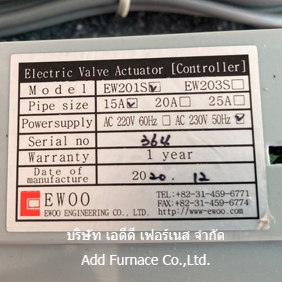 Electric Valve Actuator [Controller]
Model EW201S☑ EW203S☐
Pipe size 15A☑ 20A☐ 25A☐
Powersupply AC 220V 60Hz☐ AC 230V 50Hz☑
Serial no 364
Warranty 1 year
Date of manufacture 2020. 12
EWOO
EWOO ENGINEERING CO., LTD.
TEL:+82-31-459-6771
FAX:+82-31-459-6774
http://www-ewoo.com
บริษัท เอดีดี เฟอร์เนส จำกัด
Add Furnace Co.,Ltd.